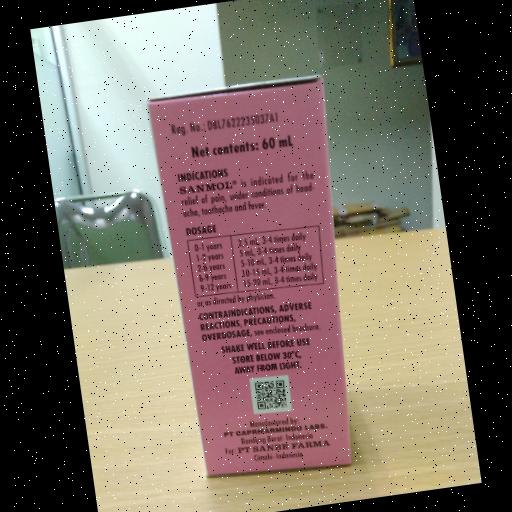 Reg. No.: DBL7622235037A1
Net contents: 60 mL
INDICATIONS
SANMOL® is indicated for the
relief of pain, under conditions of head-
ache, toothache and fever.
DOSAGE
0-1 years 2.5 mL, 3-4 times daily
1-2 years 5 mL, 3-4 times daily
2-6 years 5-10 mL, 3-4 times daily
6-9 years 10-15 mL, 3-4 times daily
9-12 years 15-20 mL, 3-4 times daily
or as directed by physician.
CONTRAINDICATIONS, ADVERSE
REACTIONS, PRECAUTIONS,
OVERDOSAGE, see enclosed brochure.
SHAKE WELL BEFORE USE
STORE BELOW 30°C,
AWAY FROM LIGHT.
Manufactured by
PT CAPRIFARMINDO LABS.
Bandung Barat - Indonesia
For PT SANBE FARMA
Cimahi - Indonesia